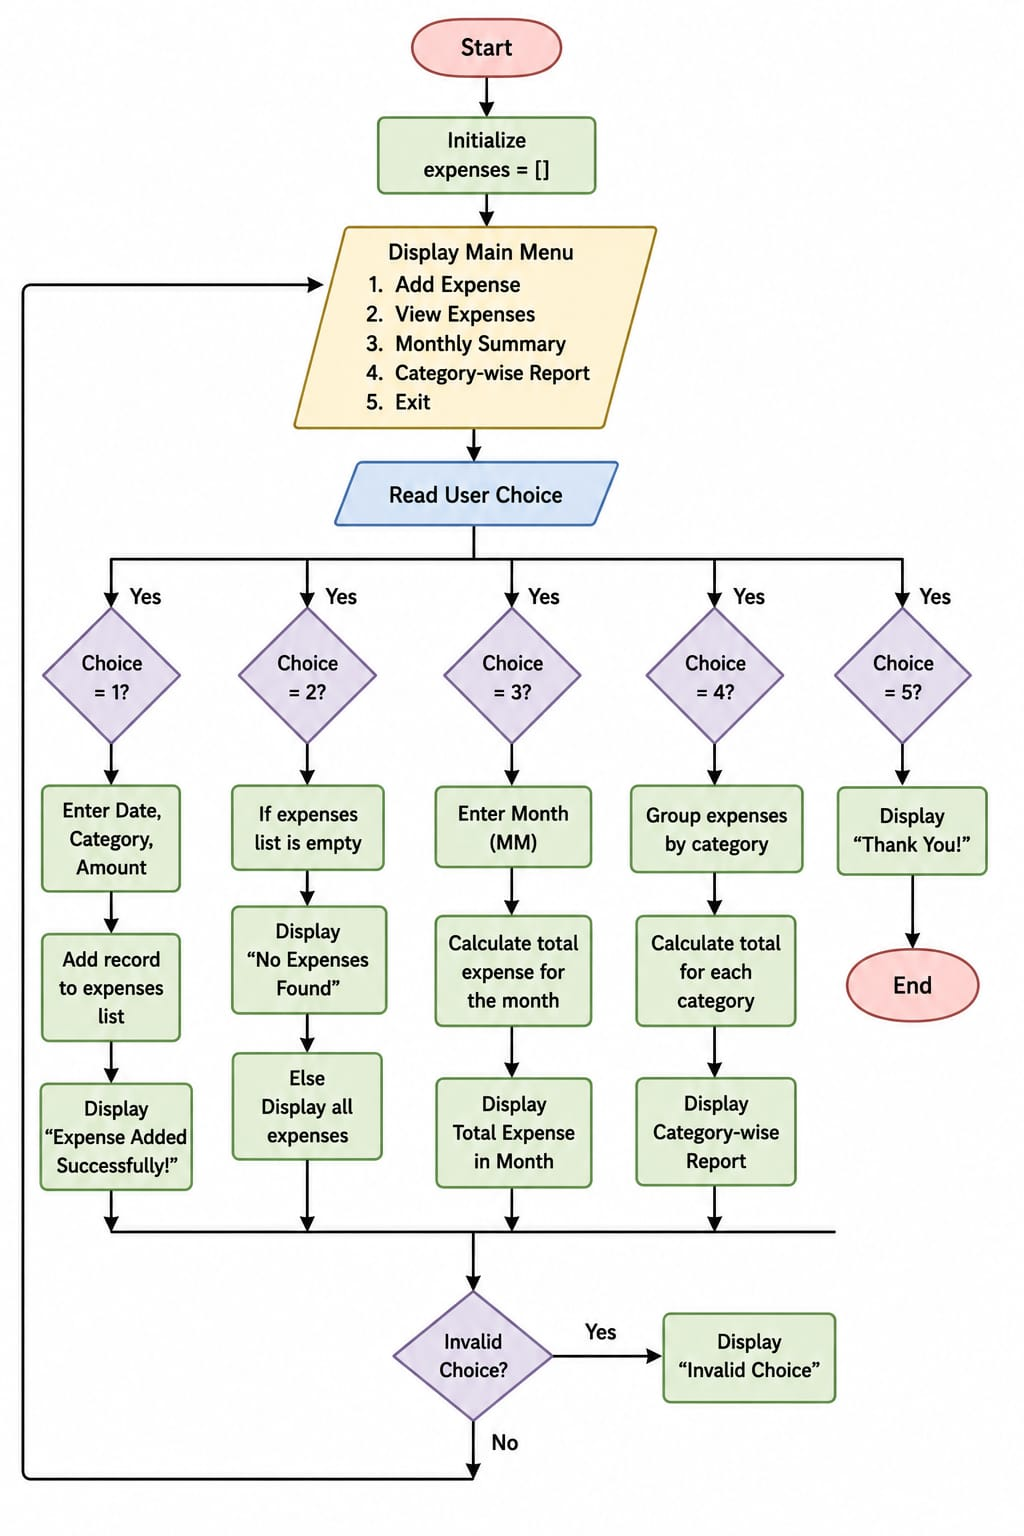 Start
Initialize
expenses = []
Display Main Menu
1. Add Expense
2. View Expenses
3. Monthly Summary
4. Category-wise Report
5. Exit
Read User Choice
Yes
Yes
Yes
Yes
Yes
Choice
= 1?
Choice
= 2?
Choice
= 3?
Choice
= 4?
Choice
= 5?
Enter Date,
Category,
Amount
Add record
to expenses
list
Display
“Expense Added
Successfully!”
If expenses
list is empty
Display
“No Expenses
Found”
Else
Display all
expenses
Enter Month
(MM)
Calculate total
expense for
the month
Display
Total Expense
in Month
Group expenses
by category
Calculate total
for each
category
Display
Category-wise
Report
Display
“Thank You!”
End
Invalid
Choice?
Yes
Display
“Invalid Choice”
No